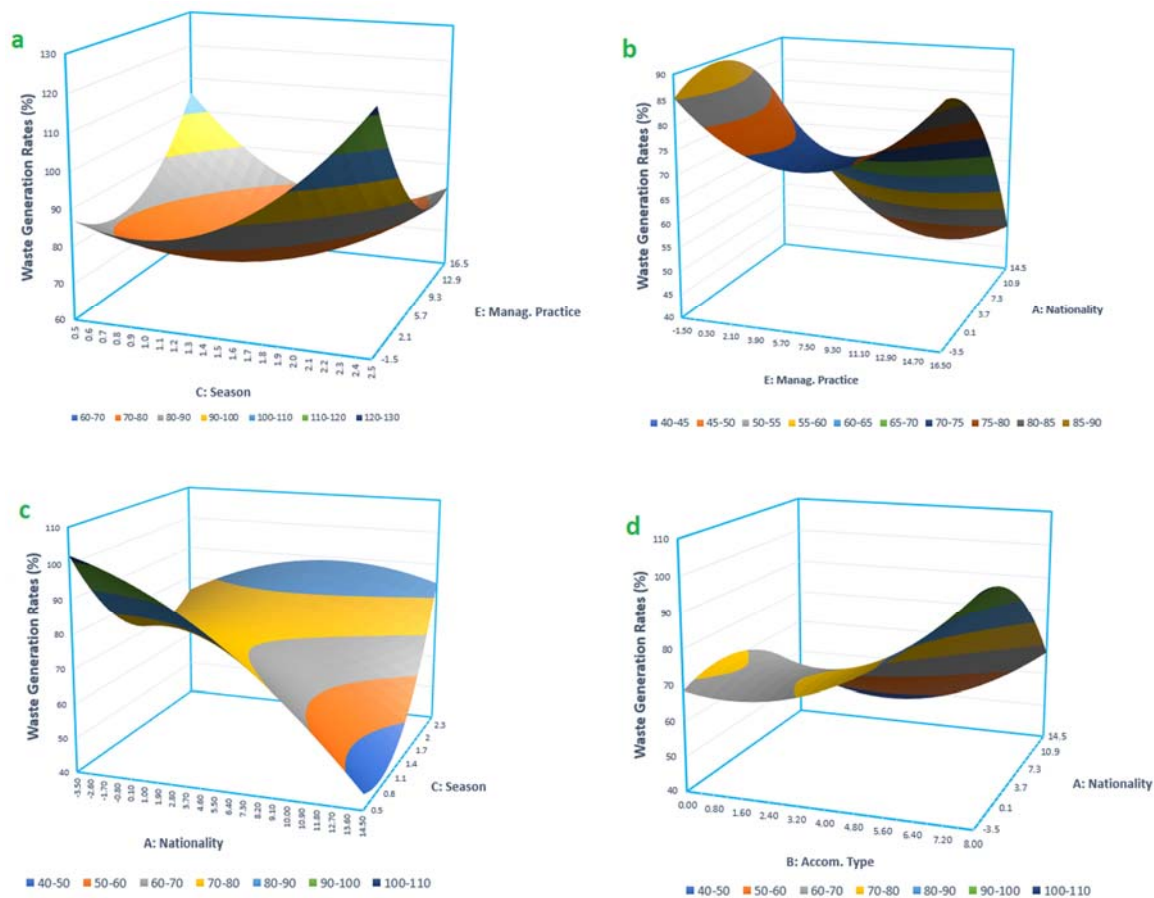 a
Waste Generation Rates (%)
130
120
110
100
90
80
70
60
0.5 0.6 0.7 0.8 0.9 1.0 1.1 1.2 1.3 1.4 1.5 1.6 1.7 1.8 1.9 2.0 2.1 2.2 2.3 2.4 2.5
C: Season
16.5
12.9
9.3
5.7
2.1
-1.5
E: Manag. Practice
60-70 70-80 80-90 90-100 100-110 110-120 120-130
b
Waste Generation Rates (%)
90
85
80
75
70
65
60
55
50
45
40
-1.50 0.30 2.10 3.90 5.70 7.50 9.30 11.10 12.90 14.70 16.50
E: Manag. Practice
14.5
10.9
7.3
3.7
0.1
-3.5
A: Nationality
40-45 45-50 50-55 55-60 60-65 65-70 70-75 75-80 80-85 85-90
c
Waste Generation Rates (%)
110
100
90
80
70
60
50
40
-3.50 -2.60 -1.70 -0.80 0.10 1.00 1.90 2.80 3.70 4.60 5.50 6.40 7.30 8.20 9.10 10.00 10.90 11.80 12.70 13.60 14.50
A: Nationality
2.3
2
1.7
1.4
1.1
0.8
0.5
C: Season
40-50 50-60 60-70 70-80 80-90 90-100 100-110
d
Waste Generation Rates (%)
110
100
90
80
70
60
50
40
0.00 0.80 1.60 2.40 3.20 4.00 4.80 5.60 6.40 7.20 8.00
B: Accom. Type
14.5
10.9
7.3
3.7
0.1
-3.5
A: Nationality
40-50 50-60 60-70 70-80 80-90 90-100 100-110